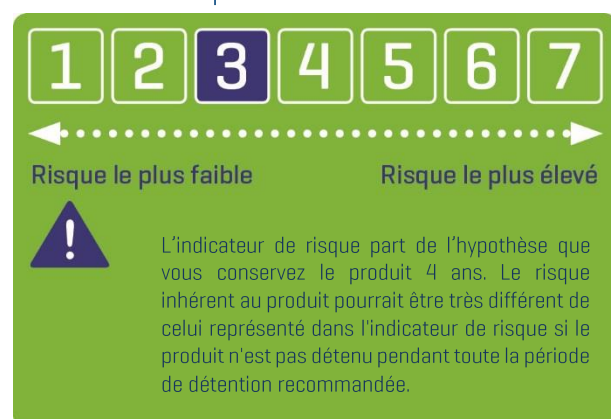 1 2 3 4 5 6 7
Risque le plus faible Risque le plus élevé
!
L'indicateur de risque part de l'hypothèse que
vous conservez le produit 4 ans. Le risque
inhérent au produit pourrait être très différent de
celui représenté dans l'indicateur de risque si le
produit n'est pas détenu pendant toute la période
de détention recommandée.